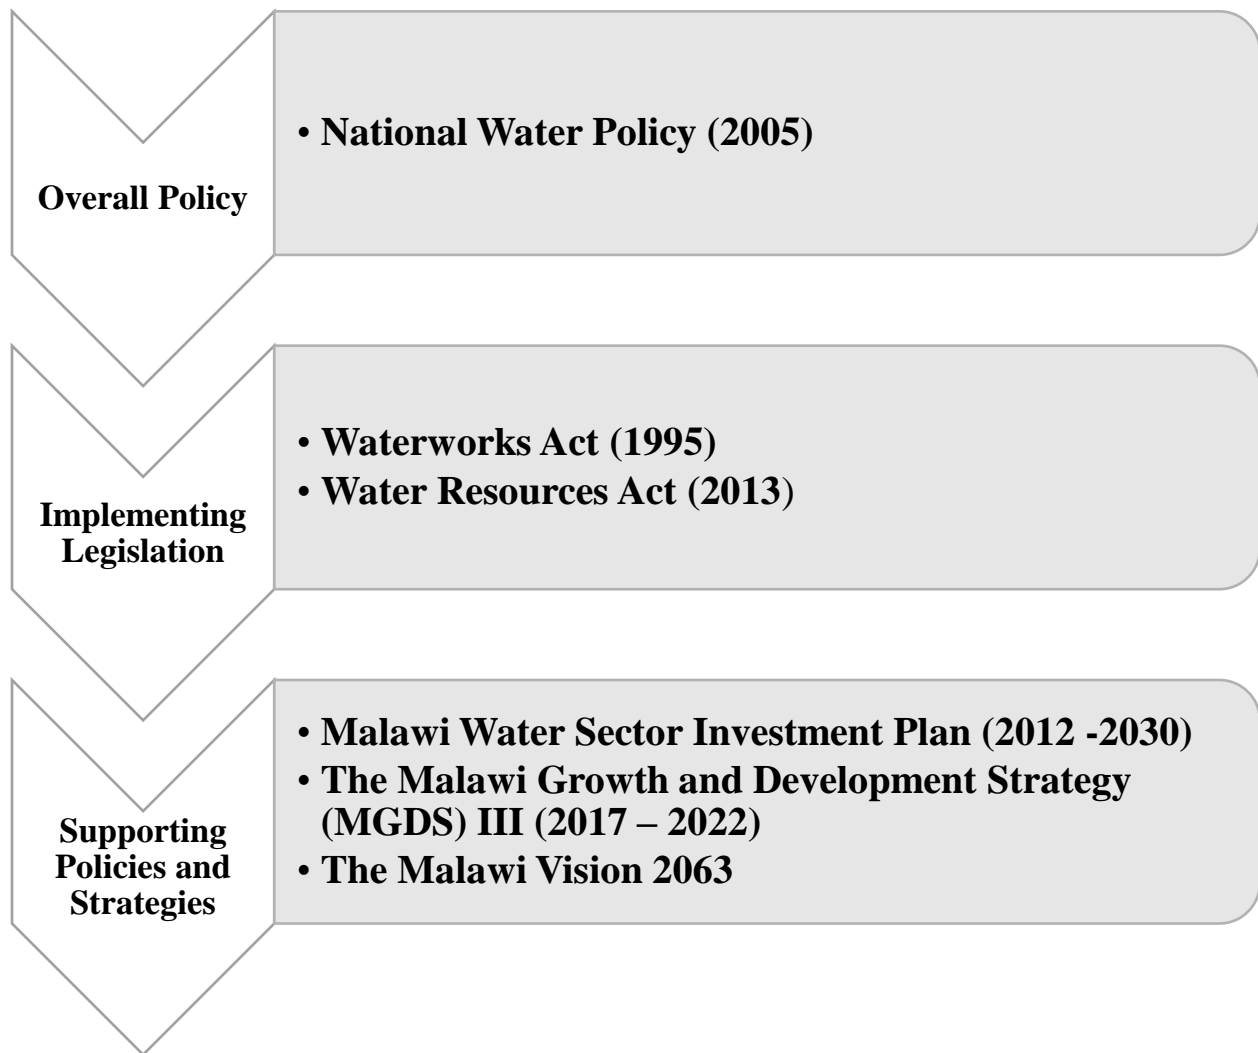 Overall Policy
• National Water Policy (2005)
Implementing
Legislation
• Waterworks Act (1995)
• Water Resources Act (2013)
Supporting
Policies and
Strategies
• Malawi Water Sector Investment Plan (2012 -2030)
• The Malawi Growth and Development Strategy
(MGDS) III (2017 – 2022)
• The Malawi Vision 2063